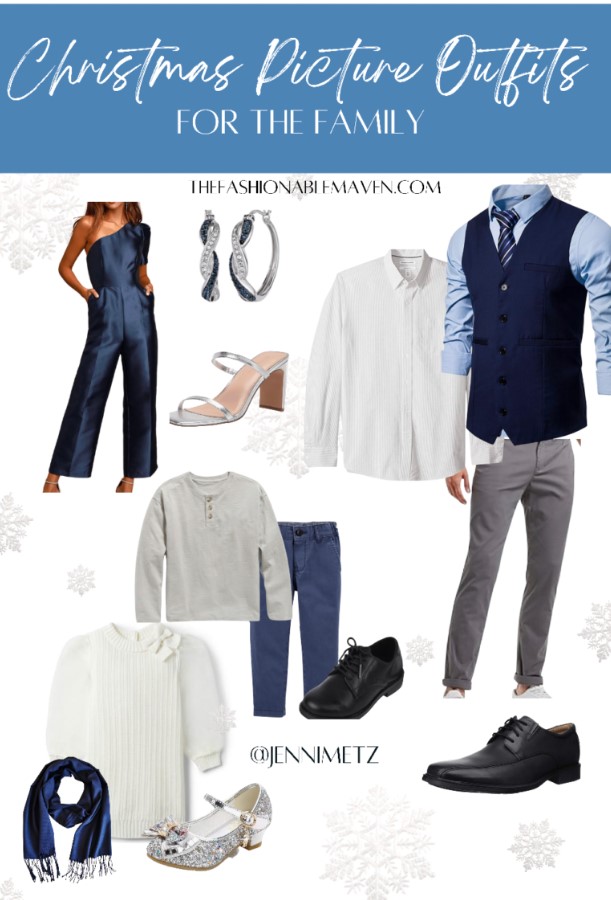 Christmas Picture Outfits
FOR THE FAMILY
THEFASHIONABLEMAVEN.COM
@JENNIMETZ